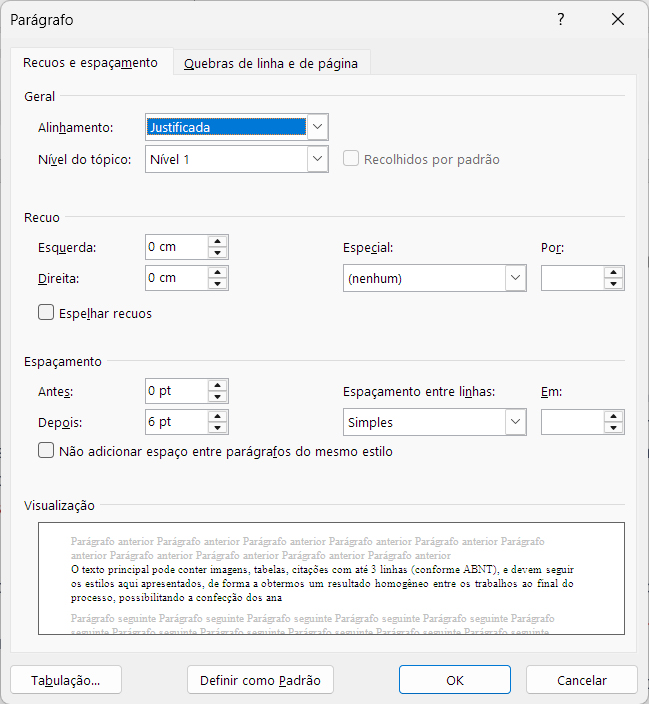 Parágrafo ?
Recuos e espaçamento Quebras de linha e de página
Geral
Alinhamento: Justificada
Nível do tópico: Nível 1 Recolhidos por padrão
Recuo
Esquerda: 0 cm Especial: Por:
Direita: 0 cm (nenhum)
Espelhar recuos
Espaçamento
Antes: 0 pt Espaçamento entre linhas: Em:
Depois: 6 pt Simples
Não adicionar espaço entre parágrafos do mesmo estilo
Visualização
Parágrafo anterior Parágrafo anterior Parágrafo anterior Parágrafo anterior Parágrafo anterior Parágrafo
anterior Parágrafo anterior Parágrafo anterior Parágrafo anterior Parágrafo anterior
O texto principal pode conter imagens, tabelas, citações com até 3 linhas (conforme ABNT), e devem seguir
os estilos aqui apresentados, de forma a obtermos um resultado homogêneo entre os trabalhos ao final do
processo, possibilitando a confecção dos ana
Parágrafo seguinte Parágrafo seguinte Parágrafo seguinte Parágrafo seguinte Parágrafo seguinte
seguinte Parágrafo seguinte Parágrafo seguinte Parágrafo seguinte Parágrafo seguinte
Tabulação... Definir como Padrão OK Cancelar